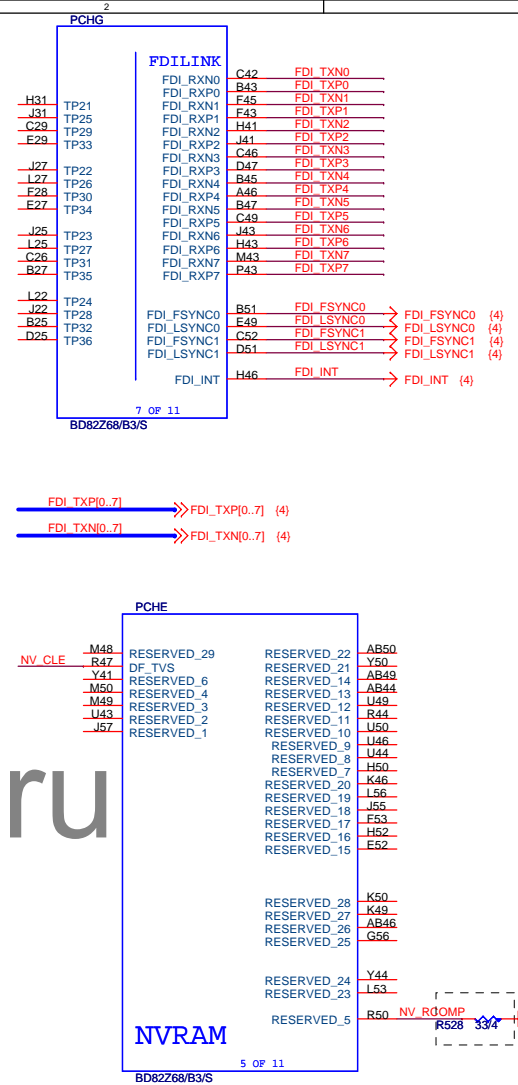 2
PCHG
FDILINK
C42 FDI_RXN0 FDI_TXN0
B43 FDI_RXP0 FDI_TXP0
H31 TP21 FDI_RXN1 F45 FDI_TXN1
J31 TP25 FDI_RXP1 F43 FDI_TXP1
C29 TP29 FDI_RXN2 H41 FDI_TXN2
E29 TP33 FDI_RXP2 J41 FDI_TXP2
FDI_RXN3 C46 FDI_TXN3
J27 TP22 FDI_RXP3 D47 FDI_TXP3
L27 TP26 FDI_RXN4 B45 FDI_TXN4
F28 TP30 FDI_RXP4 A46 FDI_TXP4
E27 TP34 FDI_RXN5 B47 FDI_TXN5
FDI_RXP5 C49 FDI_TXP5
J25 TP23 FDI_RXN6 J43 FDI_TXN6
L25 TP27 FDI_RXP6 H43 FDI_TXP6
C26 TP31 FDI_RXN7 M43 FDI_TXN7
B27 TP35 FDI_RXP7 P43 FDI_TXP7
L22 TP24
J22 TP28 FDI_FSYNC0 B51 FDI_FSYNC0 FDI_FSYNC0 {4}
B25 TP32 FDI_LSYNC0 E49 FDI_LSYNC0 FDI_LSYNC0 {4}
D25 TP36 FDI_FSYNC1 C52 FDI_FSYNC1 FDI_FSYNC1 {4}
FDI_LSYNC1 D51 FDI_LSYNC1 FDI_LSYNC1 {4}
FDI_INT H46 FDI_INT FDI_INT {4}
7 OF 11
BD82Z68/B3/S
FDI_TXP[0..7] FDI_TXP[0..7] {4}
FDI_TXN[0..7] FDI_TXN[0..7] {4}
PCHE
M48 RESERVED_29 RESERVED_22 AB50
NV_CLE R47 DF_TVS RESERVED_21 Y50
Y41 RESERVED_6 RESERVED_14 AB49
M50 RESERVED_4 RESERVED_13 AB44
M49 RESERVED_3 RESERVED_12 U49
U43 RESERVED_2 RESERVED_11 R44
J57 RESERVED_1 RESERVED_10 U50
RESERVED_9 U46
RESERVED_8 U44
RESERVED_7 H50
RESERVED_20 K46
RESERVED_19 L56
RESERVED_18 J55
RESERVED_17 F53
RESERVED_16 H52
RESERVED_15 E52
ru
RESERVED_28 K50
RESERVED_27 K49
RESERVED_26 AB46
RESERVED_25 G56
RESERVED_24 Y44
RESERVED_23 L53
RESERVED_5 R50 NV_RCOMP
R528 33/4
NVRAM
5 OF 11
BD82Z68/B3/S